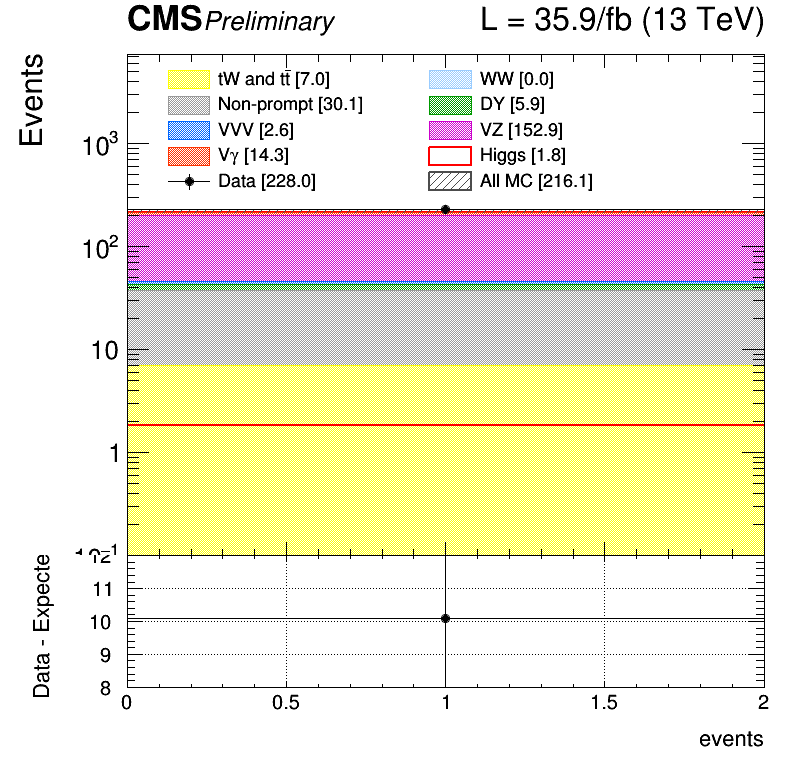 CMS Preliminary L = 35.9/fb (13 TeV)
Events
tW and tt̄ [7.0] WW [0.0]
Non-prompt [30.1] DY [5.9]
VVV [2.6] VZ [152.9]
Vγ [14.3] Higgs [1.8]
Data [228.0] All MC [216.1]
10³
10²
10
1
Data - Expecte
11
10
9
8
0 0.5 1 1.5 2
events